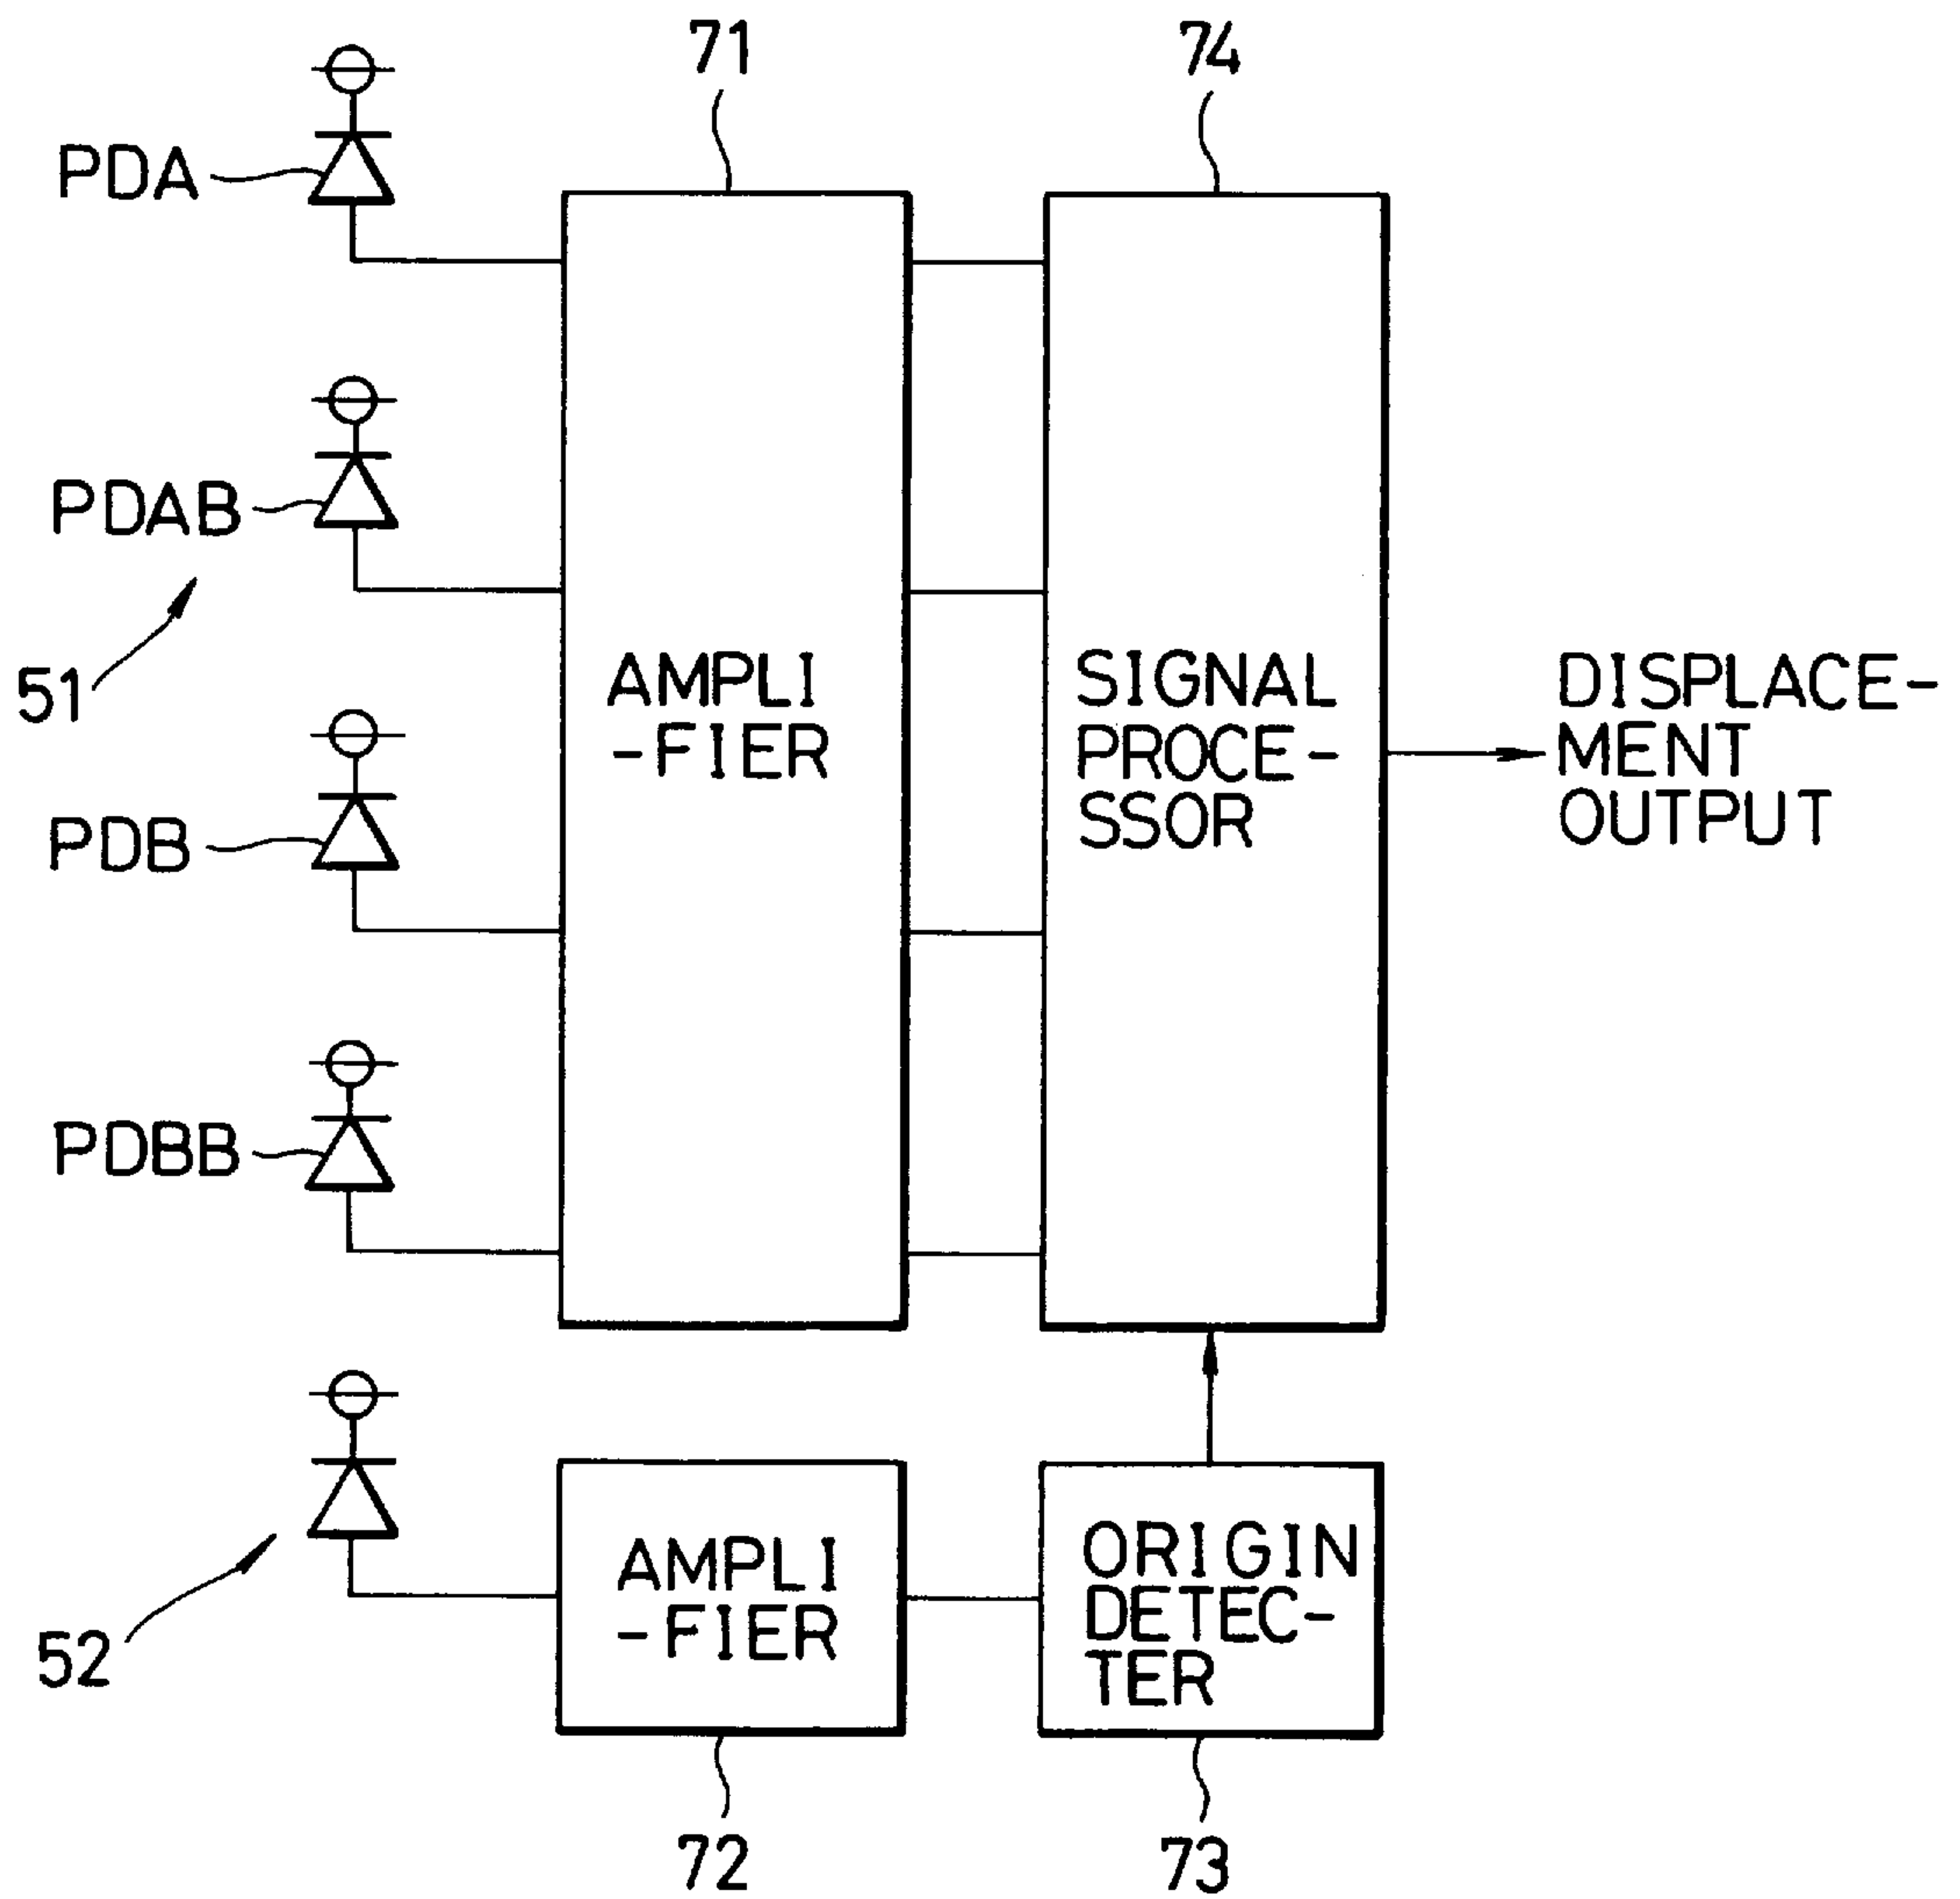 71
74
PDA
PDAB
51
AMPLI
-FIER
SIGNAL
PROCE-
SSOR
DISPLACE-
MENT
OUTPUT
PDB
PDBB
52
AMPLI
-FIER
ORIGIN
DETEC-
TER
72
73